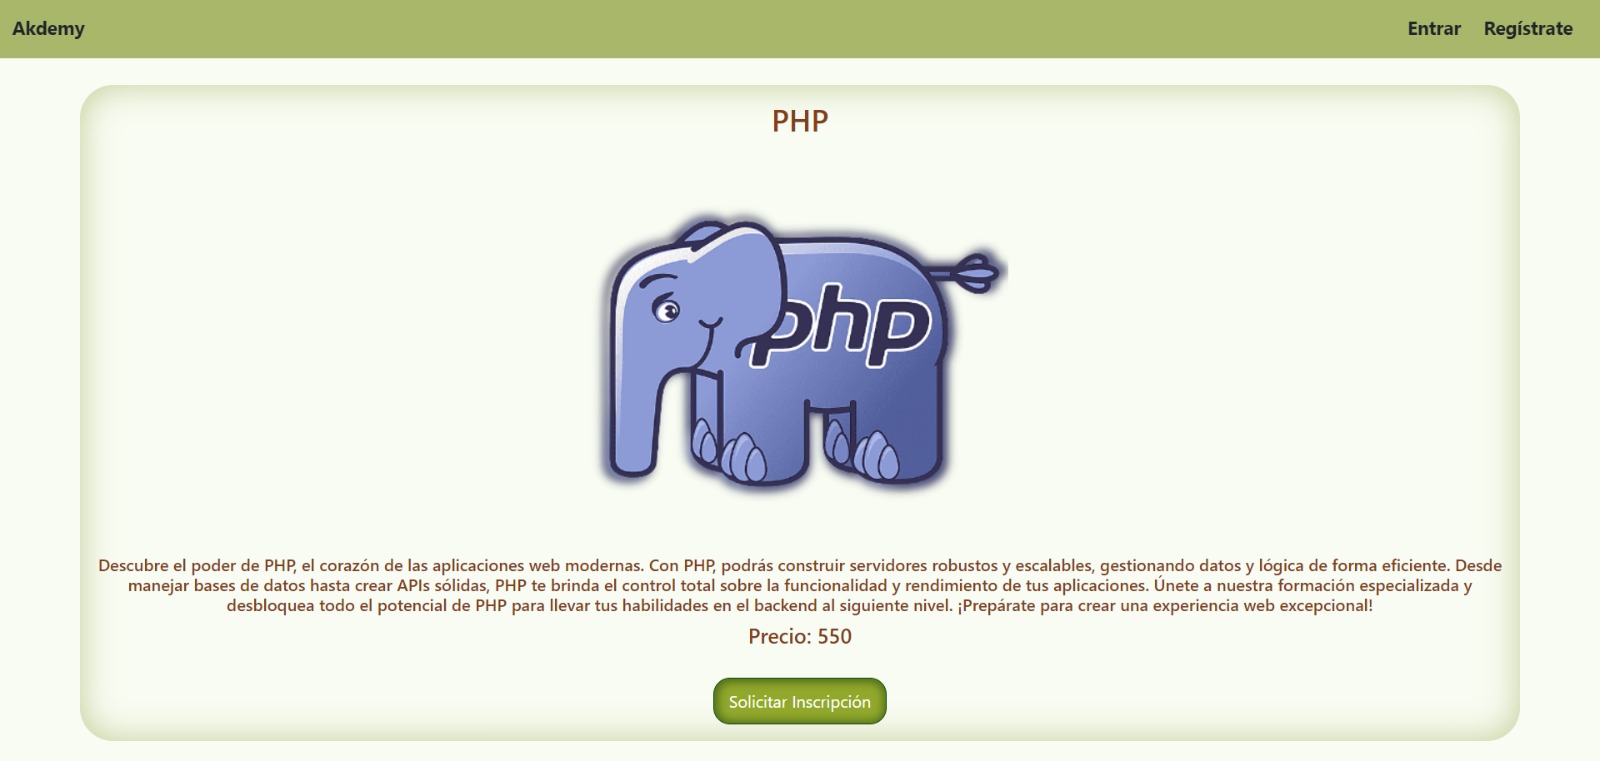 Akdemy
Entrar
Regístrate
PHP
php
Descubre el poder de PHP, el corazón de las aplicaciones web modernas. Con PHP, podrás construir servidores robustos y escalables, gestionando datos y lógica de forma eficiente. Desde
manejar bases de datos hasta crear APIs sólidas, PHP te brinda el control total sobre la funcionalidad y rendimiento de tus aplicaciones. Únete a nuestra formación especializada y
desbloquea todo el potencial de PHP para llevar tus habilidades en el backend al siguiente nivel. ¡Prepárate para crear una experiencia web excepcional!
Precio: 550
Solicitar Inscripción